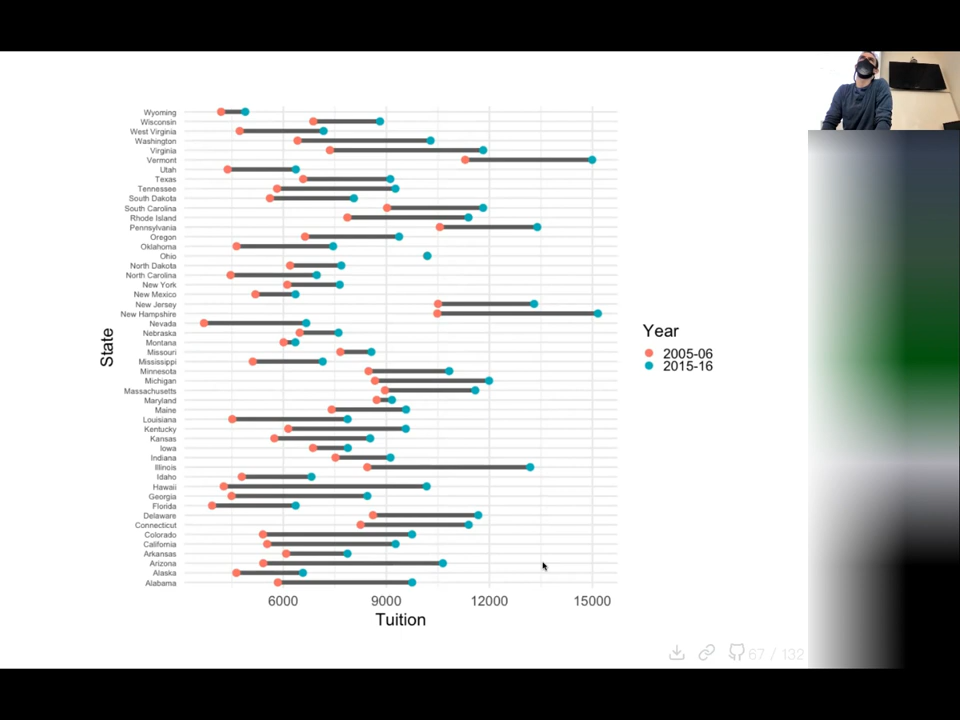 Wyoming
Wisconsin
West Virginia
Washington
Virginia
Vermont
Utah
Texas
Tennessee
South Dakota
South Carolina
Rhode Island
Pennsylvania
Oregon
Oklahoma
Ohio
North Dakota
North Carolina
New York
New Mexico
New Jersey
New Hampshire
Nevada
Nebraska
Montana
Missouri
Mississippi
Minnesota
Michigan
Massachusetts
Maryland
Maine
Louisiana
Kentucky
Kansas
Iowa
Indiana
Illinois
Idaho
Hawaii
Georgia
Florida
Delaware
Connecticut
Colorado
California
Arkansas
Arizona
Alaska
Alabama
State
6000 9000 12000 15000
Tuition
Year
2005-06
2015-16
67 / 132